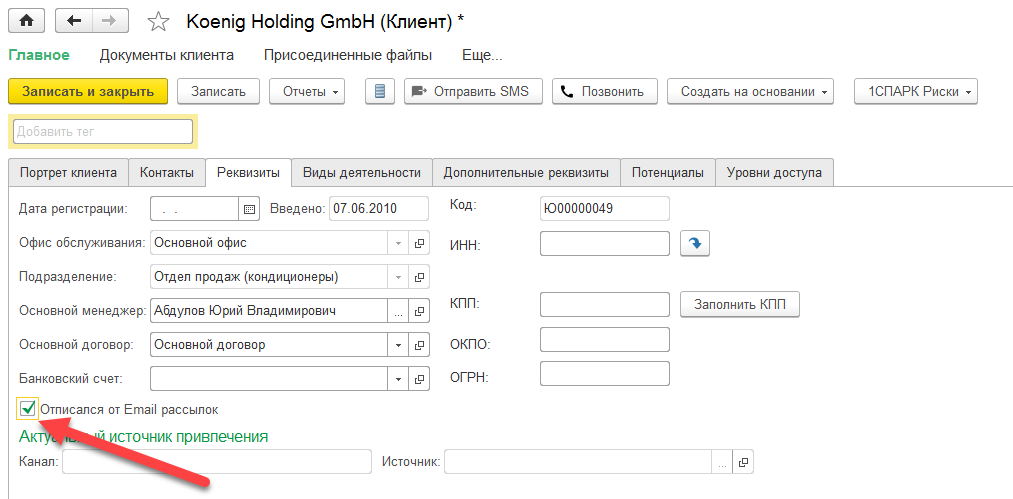 Koenig Holding GmbH (Клиент) *
Главное Документы клиента Присоединенные файлы Еще...
Записать и закрыть Записать Отчеты Отправить SMS Позвонить Создать на основании 1СПАРК Риски
Добавить тег
Портрет клиента Контакты Реквизиты Виды деятельности Дополнительные реквизиты Потенциалы Уровни доступа
Дата регистрации: . . Введено: 07.06.2010 Код: Ю00000049
Офис обслуживания: Основной офис ИНН:
Подразделение: Отдел продаж (кондиционеры)
Основной менеджер: Абдулов Юрий Владимирович ... КПП: Заполнить КПП
Основной договор: Основной договор ОКПО:
Банковский счет: ОГРН:
Отписался от Email рассылок
Актуальный источник привлечения
Канал: Источник: ...